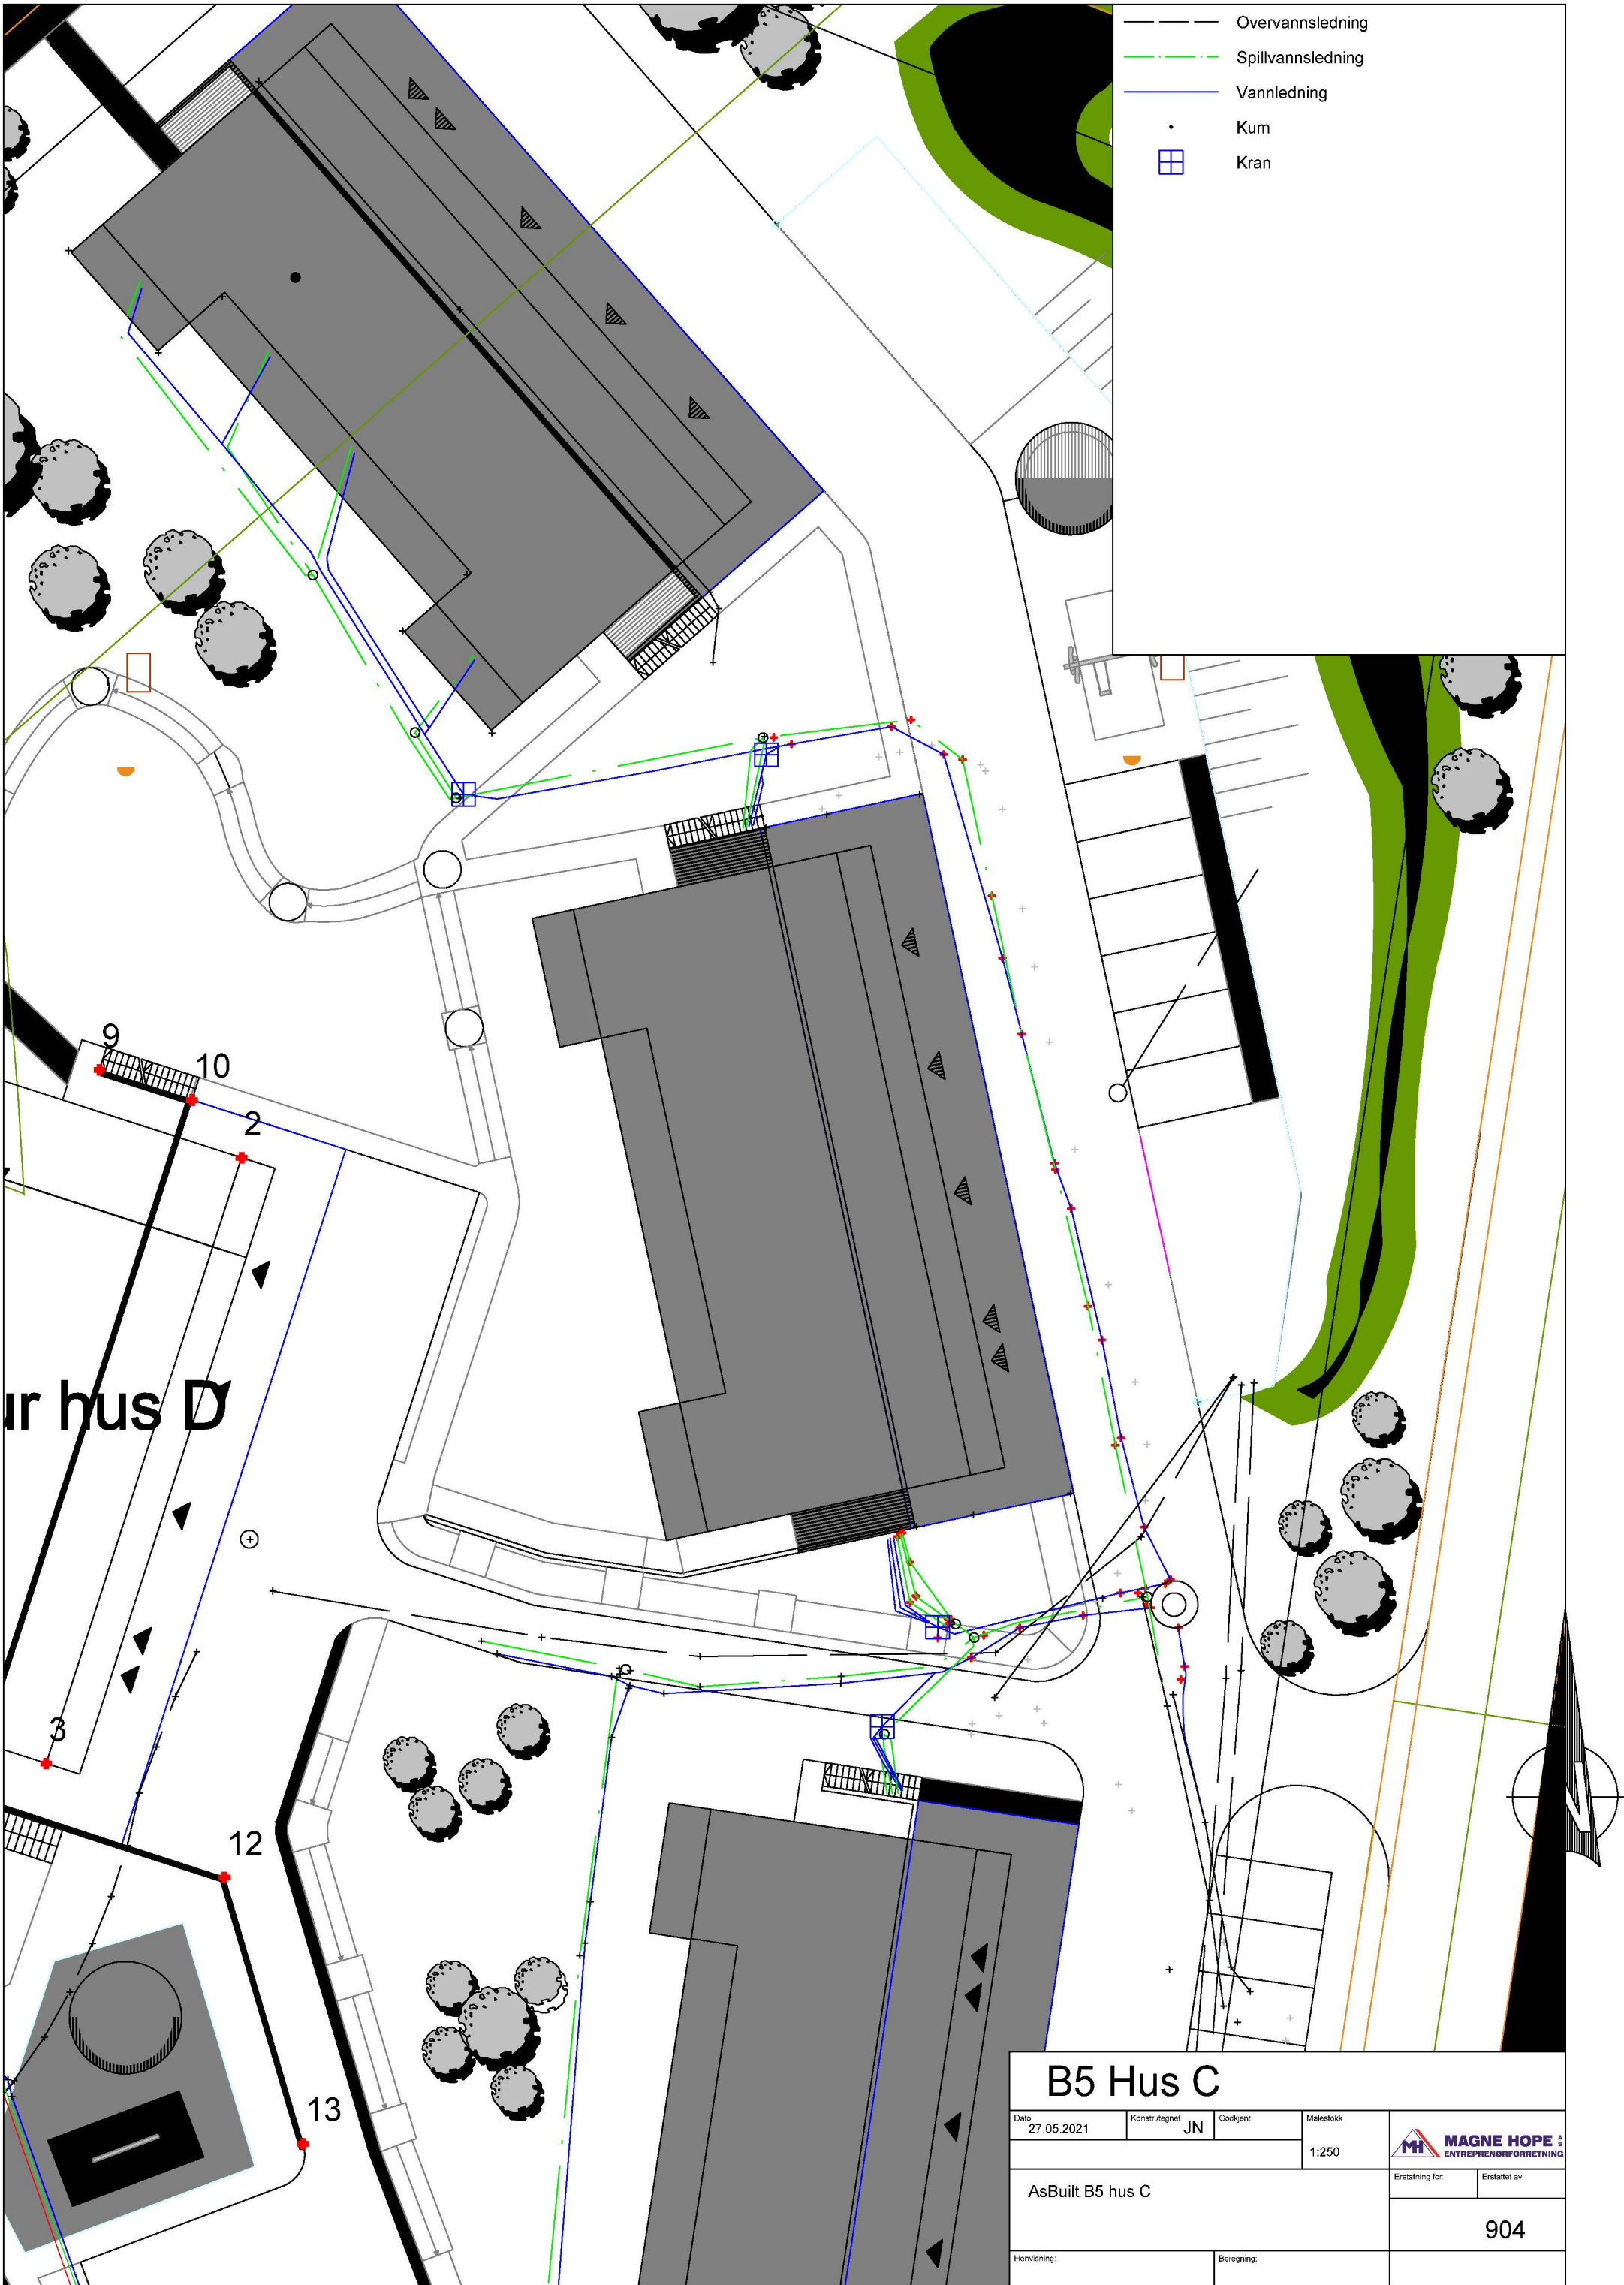 Overvannsledning
Spillvannsledning
Vannledning
Kum
Kran
9
10
2
ur hus D
3
12
13
B5 Hus C
Dato
27.05.2021
Konstr./tegnet
JN
Godkjent
Målestokk
1:250
MH
MAGNE HOPE AS
ENTREPRENØRFORRETNING
AsBuilt B5 hus C
Erstatning for:
Erstattet av:
904
Henvisning:
Beregning: